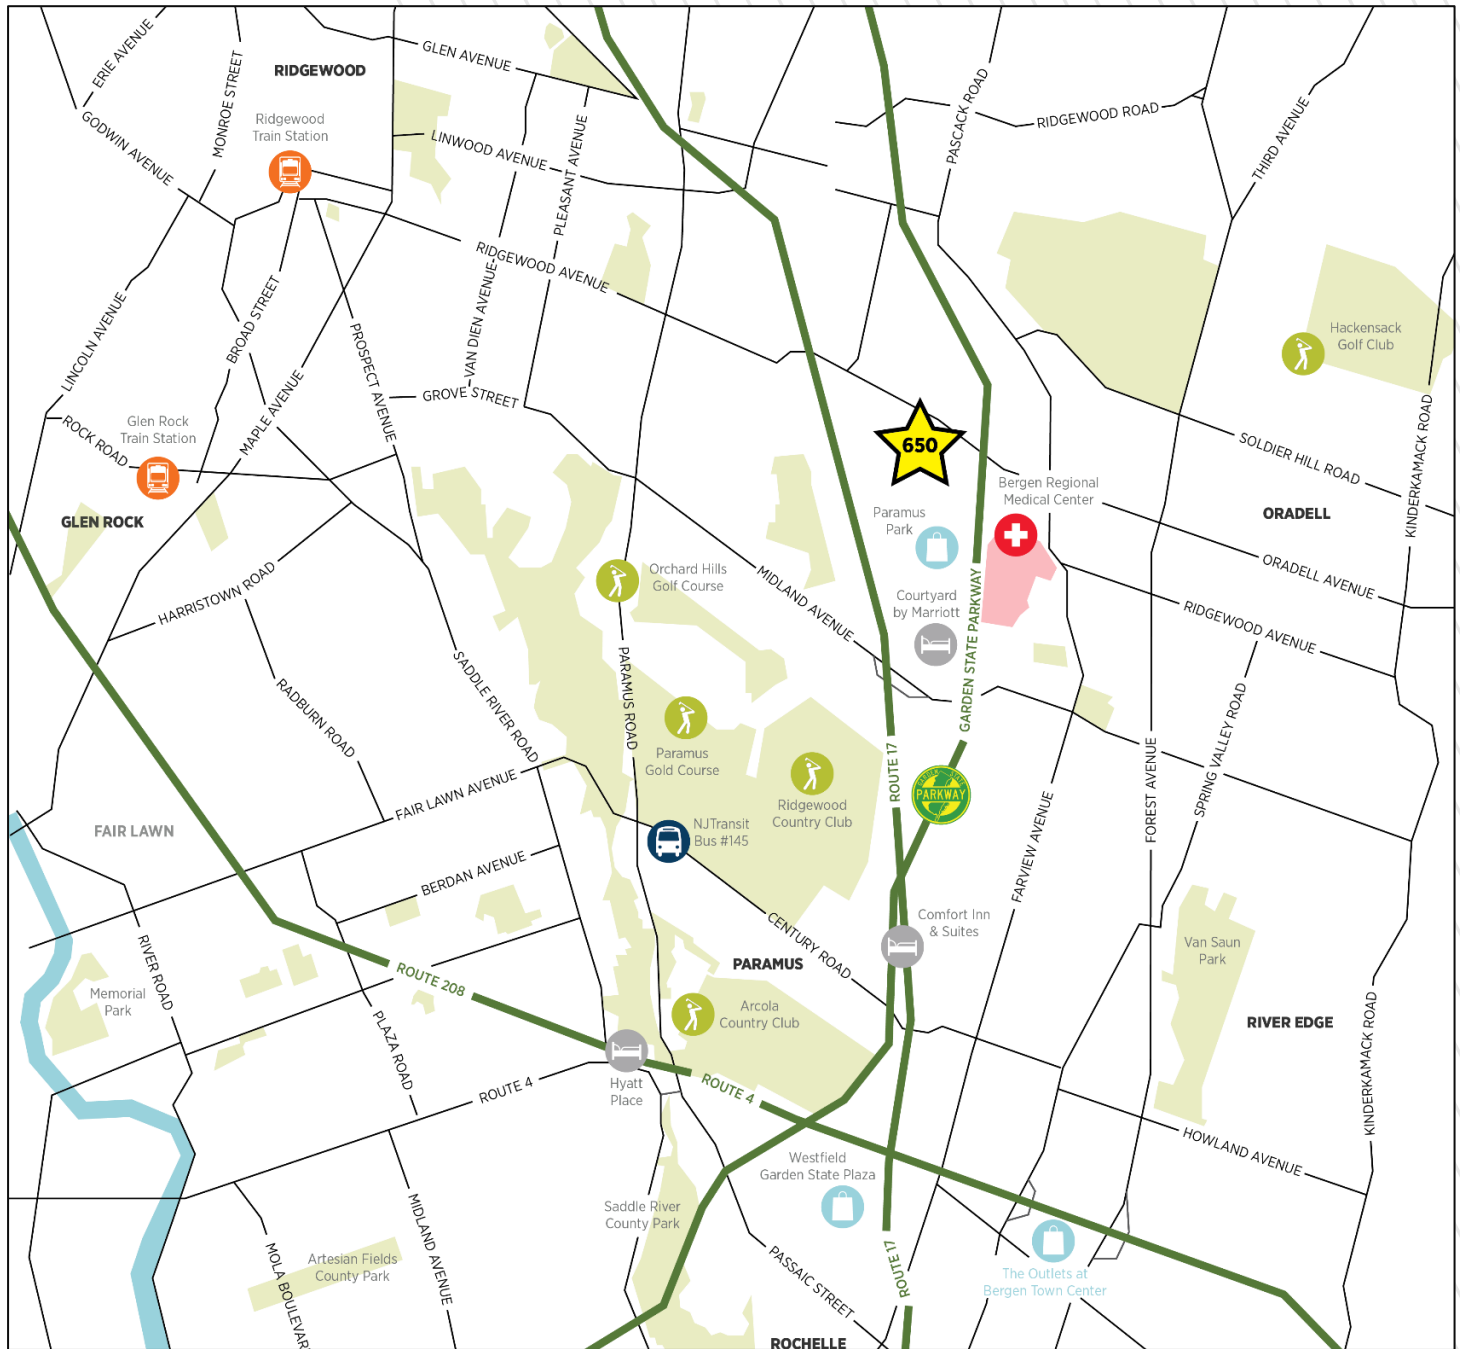 ERIE AVENUE
MONROE STREET
RIDGEWOOD
GLEN AVENUE
GODWIN AVENUE
Ridgewood
Train Station
LINWOOD AVENUE
PLEASANT AVENUE
PASCACK ROAD
RIDGEWOOD ROAD
THIRD AVENUE
RIDGEWOOD AVENUE
VAN DIEN AVENUE
LINCOLN AVENUE
BROAD STREET
PROSPECT AVENUE
MAPLE AVENUE
GROVE STREET
Hackensack
Golf Club
Glen Rock
Train Station
ROCK ROAD
650
KINDERKAMACK ROAD
SOLDIER HILL ROAD
Bergen Regional
Medical Center
GLEN ROCK
Paramus
Park
ORADELL
HARRISTOWN ROAD
Orchard Hills
Golf Course
MIDLAND AVENUE
Courtyard
by Marriott
GARDEN STATE PARKWAY
ORADELL AVENUE
RIDGEWOOD AVENUE
RADBURN ROAD
SADDLE RIVER ROAD
PARAMUS ROAD
Paramus
Gold Course
ROUTE 17
FOREST AVENUE
SPRING VALLEY ROAD
FAIR LAWN AVENUE
Ridgewood
Country Club
GARDEN STATE
PARKWAY
FAIR LAWN
NJTransit
Bus #145
FARVIEW AVENUE
BERDAN AVENUE
CENTURY ROAD
Comfort Inn
& Suites
RIVER ROAD
ROUTE 208
PARAMUS
Van Saun
Park
Memorial
Park
PLAZA ROAD
Arcola
Country Club
RIVER EDGE
KINDERKAMACK ROAD
ROUTE 4
Hyatt
Place
ROUTE 4
HOWLAND AVENUE
Westfield
Garden State Plaza
Saddle River
County Park
MIDLAND AVENUE
MOLA BOULEVAR
Artesian Fields
County Park
PASSAIC STREET
ROUTE 17
The Outlets at
Bergen Town Center
ROCHELLE